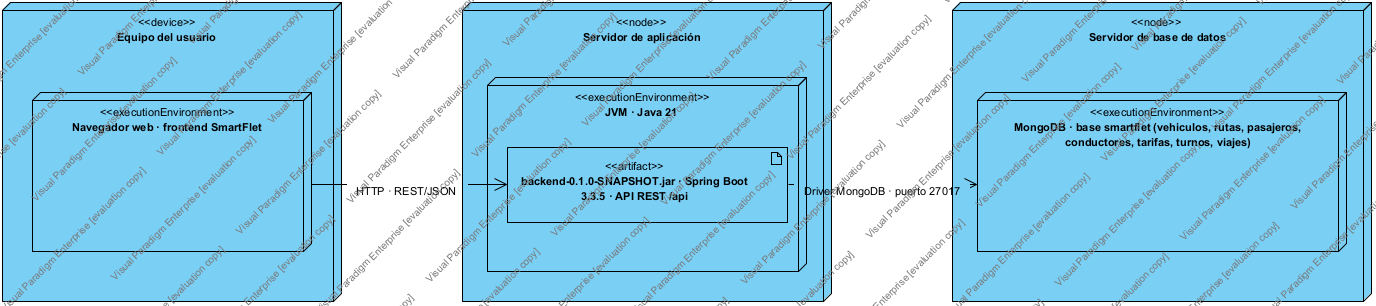 <<device>>
Equipo del usuario
<<executionEnvironment>>
Navegador web · frontend SmartFlet
HTTP · REST/JSON
<<node>>
Servidor de aplicación
<<executionEnvironment>>
JVM · Java 21
<<artifact>>
backend-0.1.0-SNAPSHOT.jar · Spring Boot
3.3.5 · API REST /api
Driver MongoDB · puerto 27017
<<node>>
Servidor de base de datos
<<executionEnvironment>>
MongoDB · base smartflet (vehiculos, rutas, pasajeros,
conductores, tarifas, turnos, viajes)
Visual Paradigm Enterprise [evaluation copy]